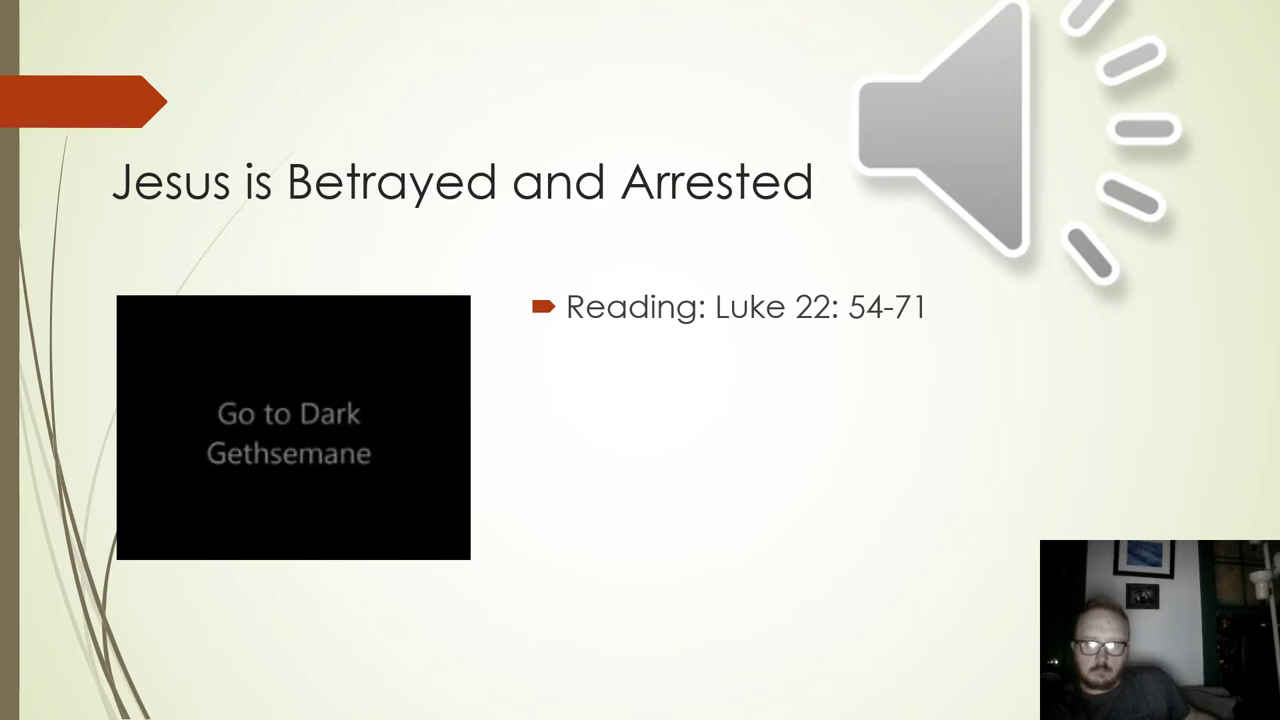 Jesus is Betrayed and Arrested
Reading: Luke 22: 54-71
Go to Dark
Gethsemane